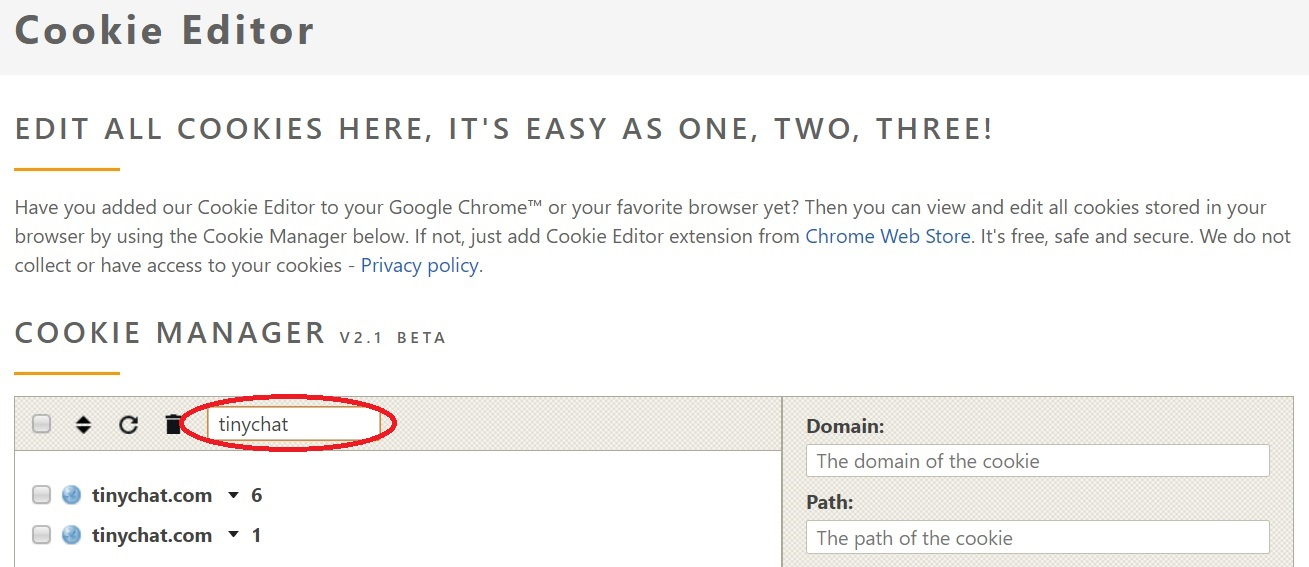 Cookie Editor
EDIT ALL COOKIES HERE, IT'S EASY AS ONE, TWO, THREE!
Have you added our Cookie Editor to your Google Chrome™ or your favorite browser yet? Then you can view and edit all cookies stored in your
browser by using the Cookie Manager below. If not, just add Cookie Editor extension from Chrome Web Store. It's free, safe and secure. We do not
collect or have access to your cookies - Privacy policy.
COOKIE MANAGER V2.1 BETA
tinychat
tinychat.com 6
tinychat.com 1
Domain:
The domain of the cookie
Path:
The path of the cookie